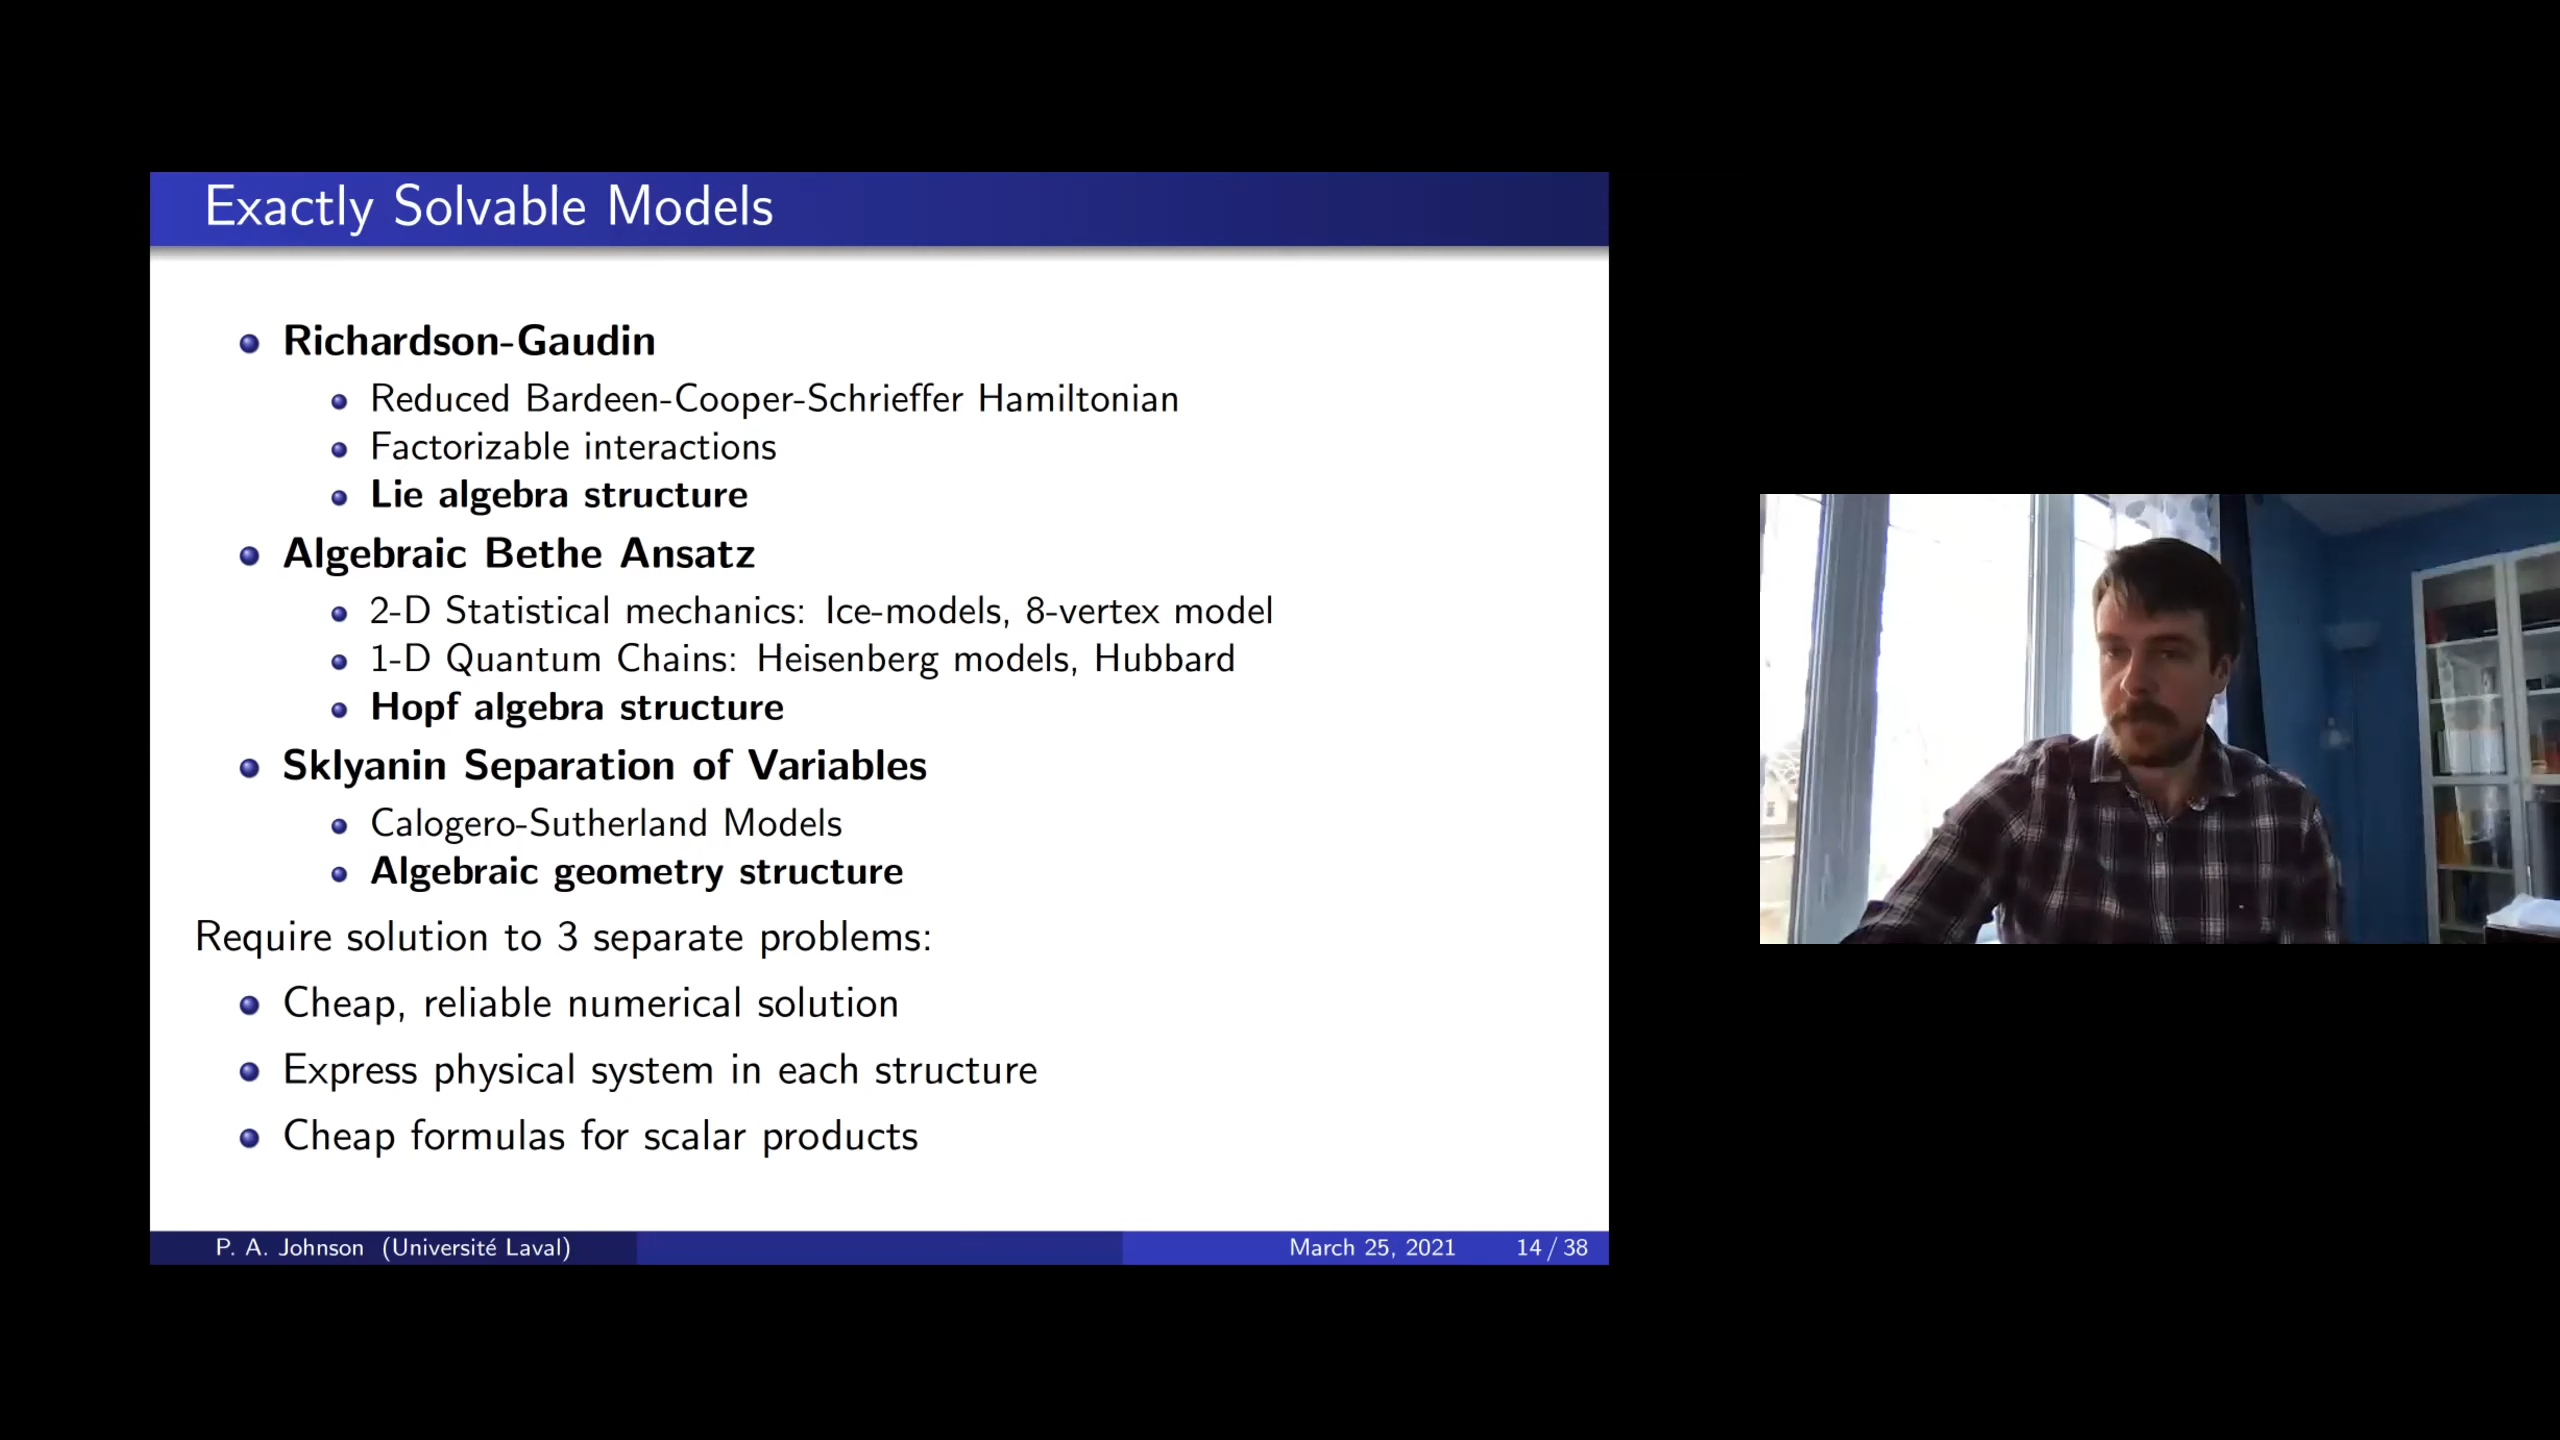 Exactly Solvable Models
Richardson-Gaudin
Reduced Bardeen-Cooper-Schrieffer Hamiltonian
Factorizable interactions
Lie algebra structure
Algebraic Bethe Ansatz
2-D Statistical mechanics: Ice-models, 8-vertex model
1-D Quantum Chains: Heisenberg models, Hubbard
Hopf algebra structure
Sklyanin Separation of Variables
Calogero-Sutherland Models
Algebraic geometry structure
Require solution to 3 separate problems:
Cheap, reliable numerical solution
Express physical system in each structure
Cheap formulas for scalar products
P. A. Johnson (Université Laval) March 25, 2021 14 / 38